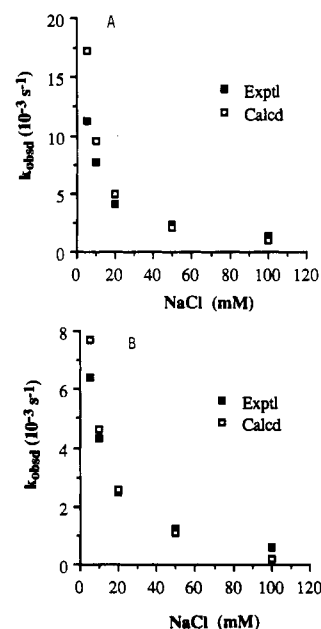 A
20
15
10
5
0
k_obsd (10⁻³ s⁻¹)
■ Exptl
□ Calcd
0 20 40 60 80 100 120
NaCl (mM)
B
8
6
4
2
0
k_obsd (10⁻³ s⁻¹)
■ Exptl
□ Calcd
0 20 40 60 80 100 120
NaCl (mM)